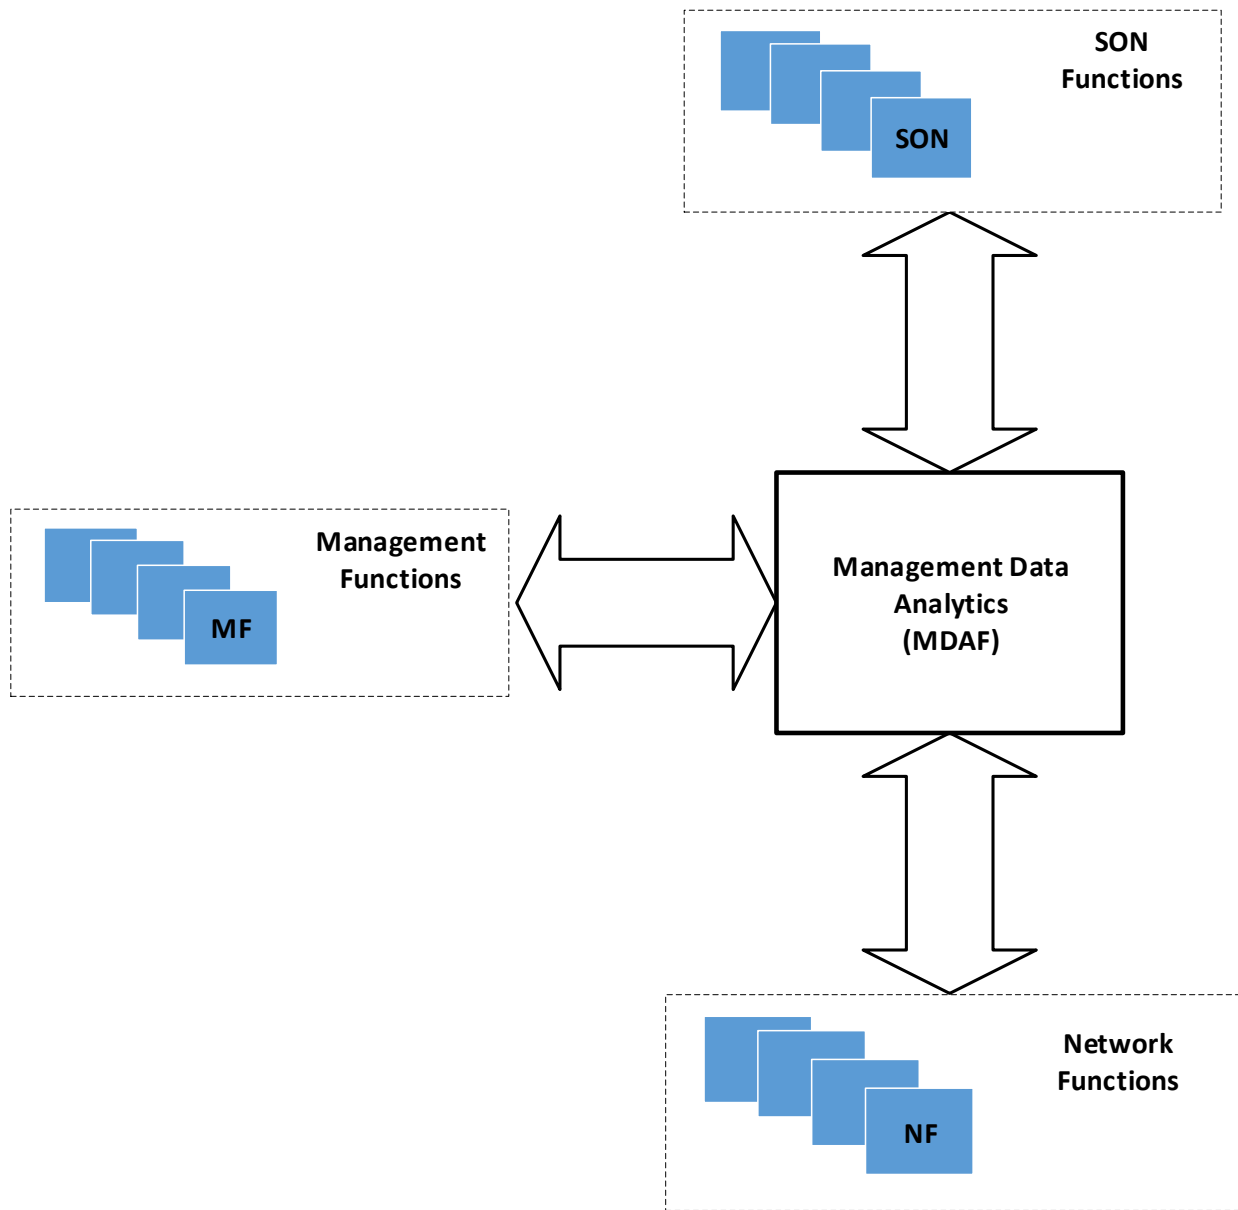 SON
Functions
SON
Management
Functions
MF
Management Data
Analytics
(MDAF)
Network
Functions
NF